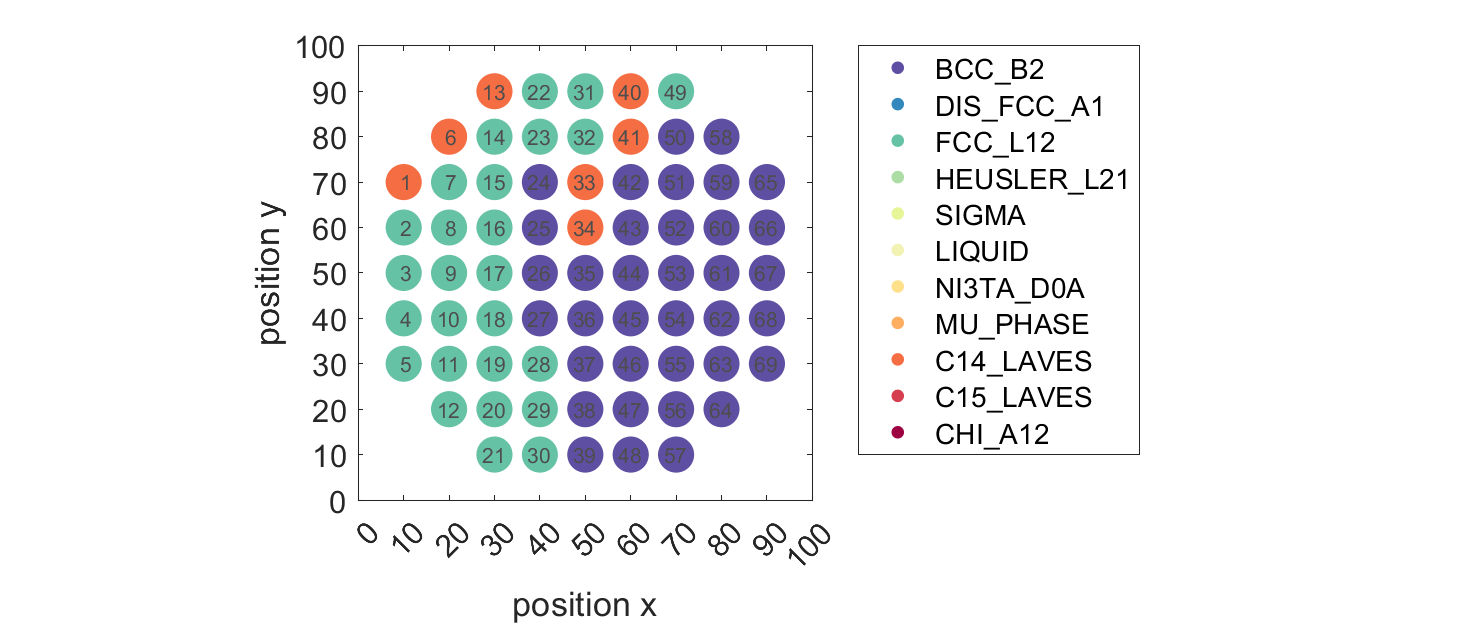 100
90
80
70
60
50
40
30
20
10
0
position y
13 22 31 40 49
6 14 23 32 41 50 58
1 7 15 24 33 42 51 59 65
2 8 16 25 34 43 52 60 66
3 9 17 26 35 44 53 61 67
4 10 18 27 36 45 54 62 68
5 11 19 28 37 46 55 63 69
12 20 29 38 47 56 64
21 30 39 48 57
0 10 20 30 40 50 60 70 80 90 100
position x
BCC_B2
DIS_FCC_A1
FCC_L12
HEUSLER_L21
SIGMA
LIQUID
NI3TA_D0A
MU_PHASE
C14_LAVES
C15_LAVES
CHI_A12